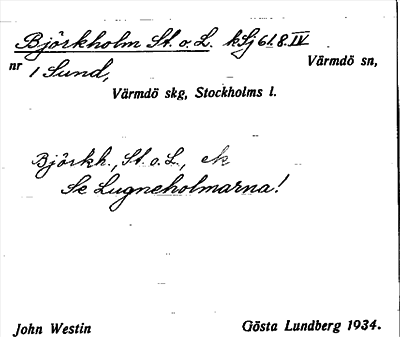 Björkholm St. o. L. kSj 61.8.IV
nr 1 Sund, Värmdö sn,
Värmdö skg, Stockholms l.
Björkh., St. o. L., ek
Se Lugneholmarna!
John Westin Gösta Lundberg 1934.